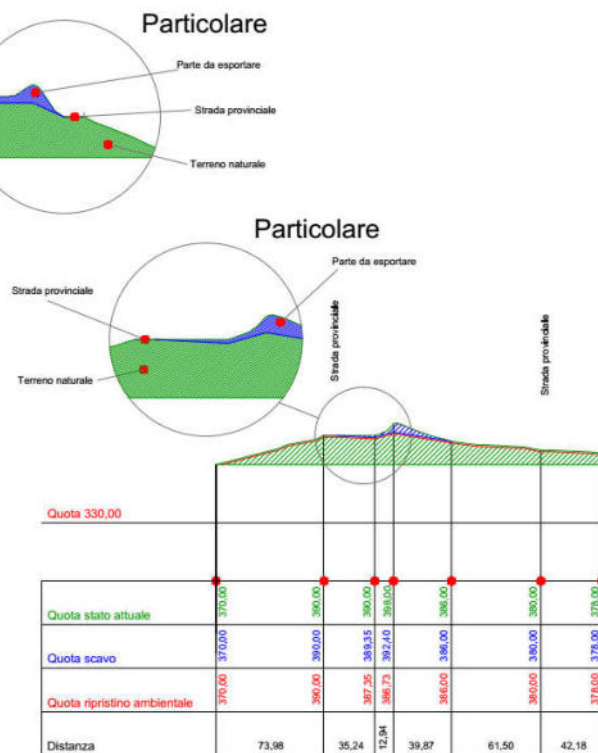 Particolare
Parte da esportare
Strada provinciale
Terreno naturale
Particolare
Parte da esportare
Strada provinciale
Terreno naturale
Strada provinciale
Strada provinciale
Quota 330,00
Quota stato attuale 370,00 390,00 390,00 398,00 386,00 380,00 378,00
Quota scavo 370,00 390,00 389,35 392,40 386,00 380,00 378,00
Quota ripristino ambientale 370,00 390,00 387,35 386,73 386,00 380,00 378,00
Distanza 73,98 35,24 12,94 39,87 61,50 42,18